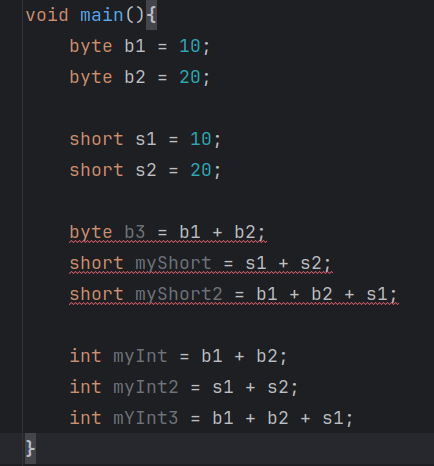 void main(){
byte b1 = 10;
byte b2 = 20;
short s1 = 10;
short s2 = 20;
byte b3 = b1 + b2;
short myShort = s1 + s2;
short myShort2 = b1 + b2 + s1;
int myInt = b1 + b2;
int myInt2 = s1 + s2;
int mYInt3 = b1 + b2 + s1;
}